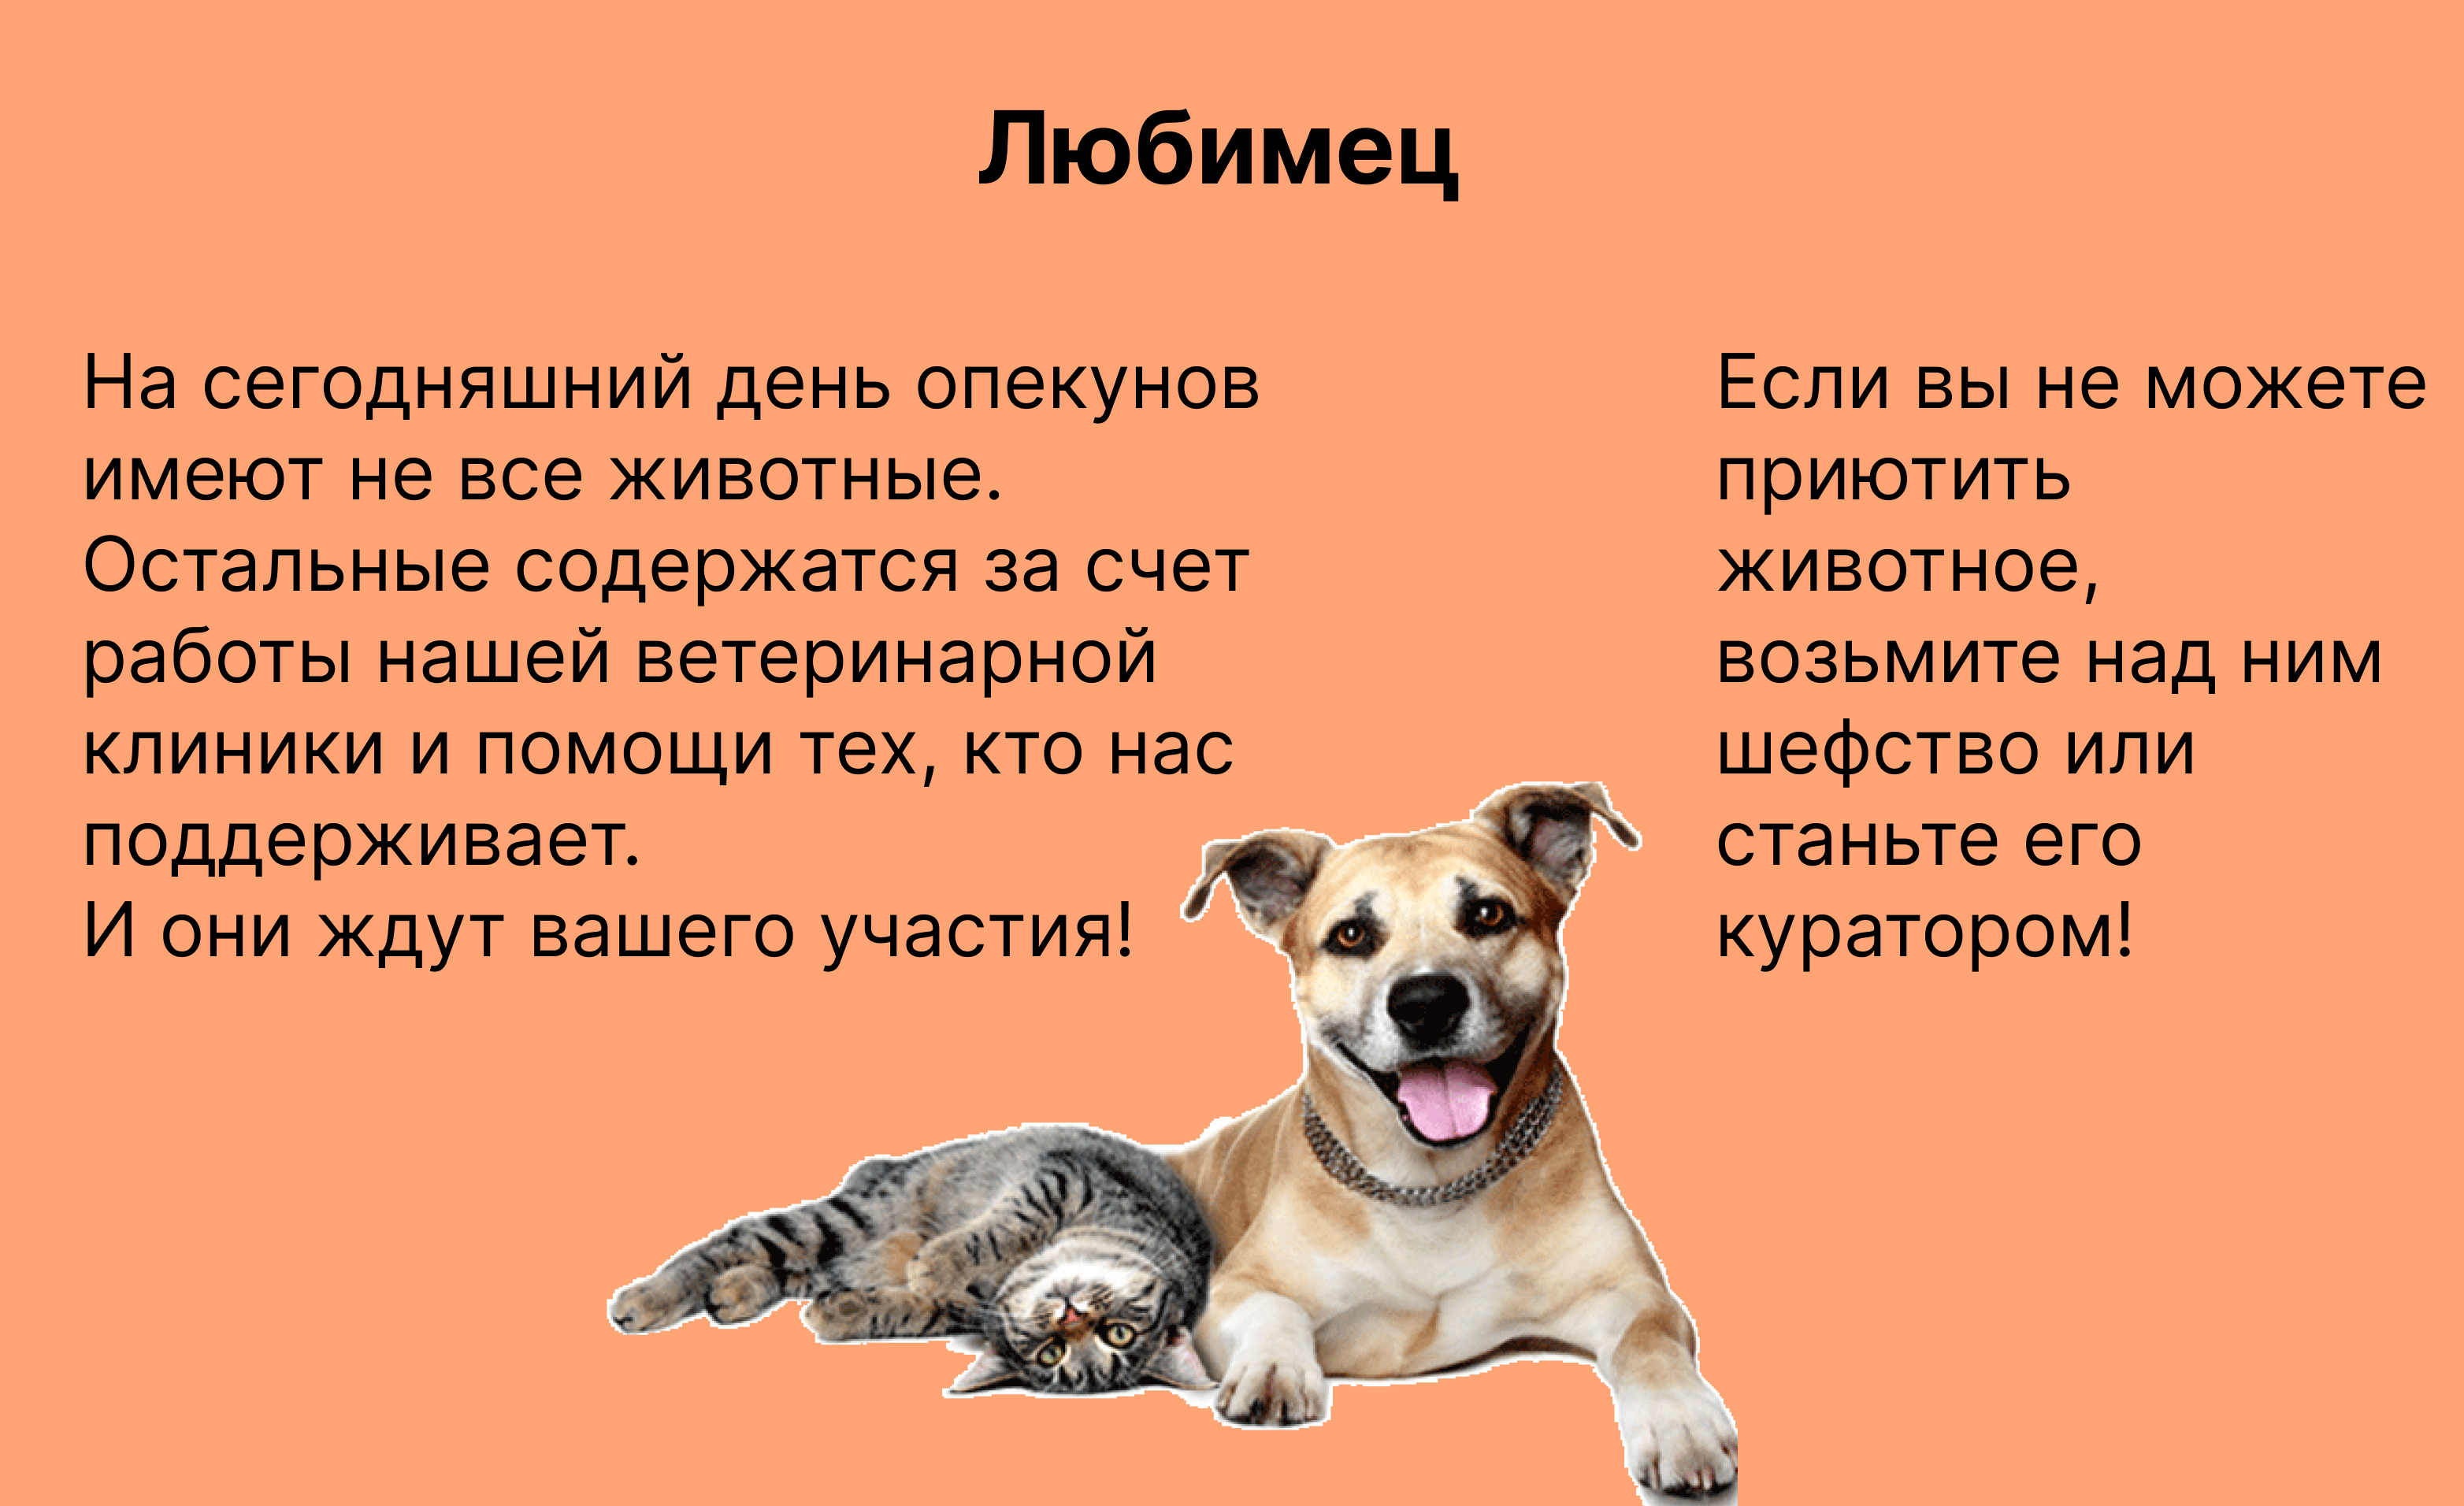 Любимец
На сегодняшний день опекунов
имеют не все животные.
Остальные содержатся за счет
работы нашей ветеринарной
клиники и помощи тех, кто нас
поддерживает.
И они ждут вашего участия!
Если вы не можете
приютить
животное,
возьмите над ним
шефство или
станьте его
куратором!